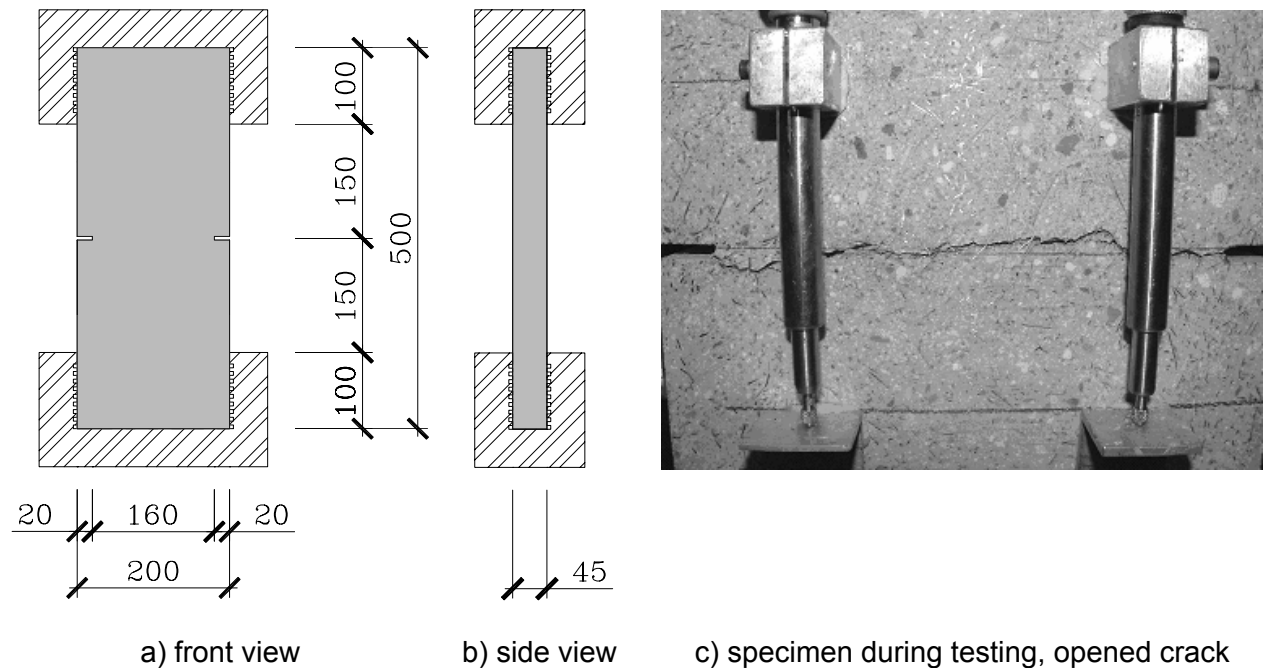 100
150
150
100
500
20 160 20
200
45
a) front view
b) side view
c) specimen during testing, opened crack